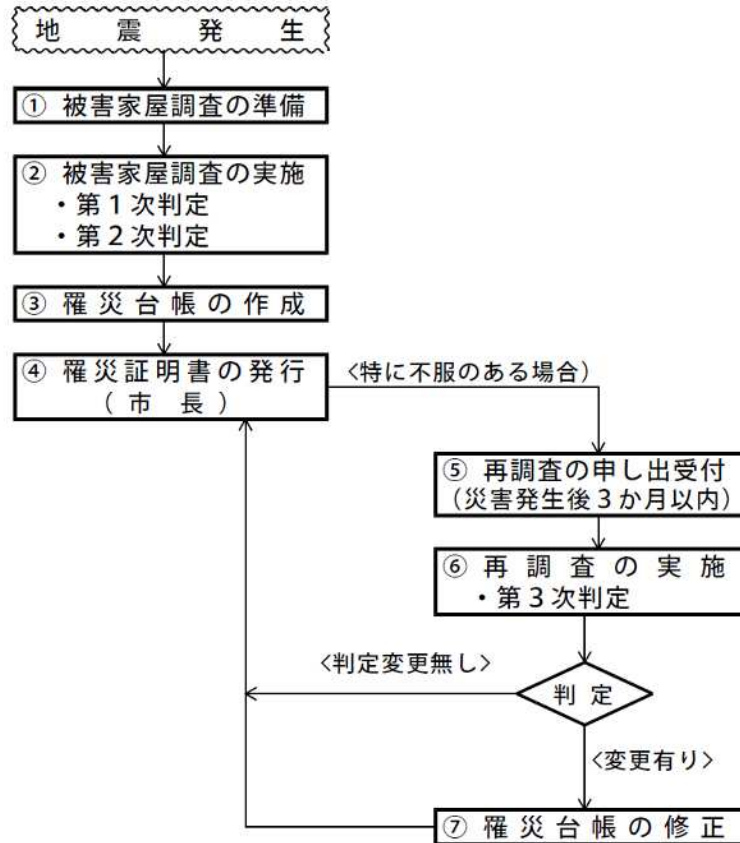 地震発生
① 被害家屋調査の準備
② 被害家屋調査の実施
・第１次判定
・第２次判定
③ 罹災台帳の作成
④ 罹災証明書の発行
（市長）
<特に不服のある場合）
⑤ 再調査の申し出受付
（災害発生後３か月以内）
⑥ 再調査の実施
・第３次判定
<判定変更無し>
判定
<変更有り>
⑦ 罹災台帳の修正